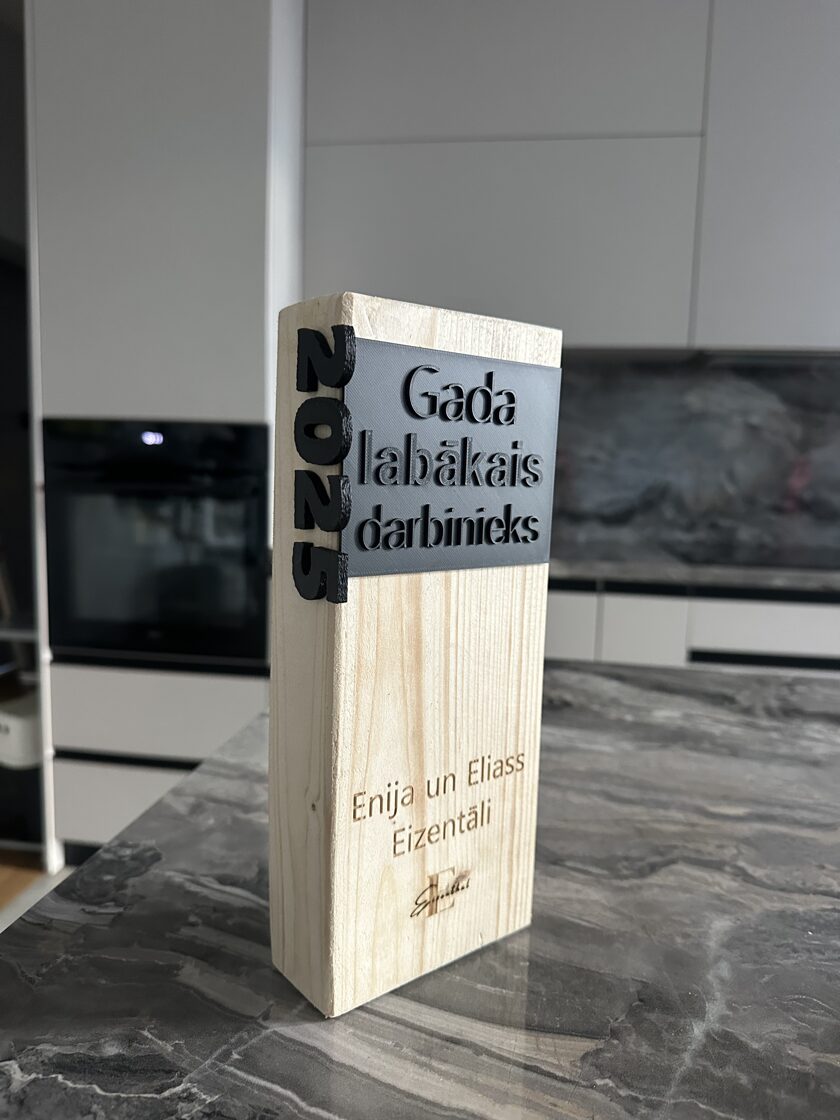 2025
Gada
labākais
darbinieks
Enija un Eliass
Eizentāli
E